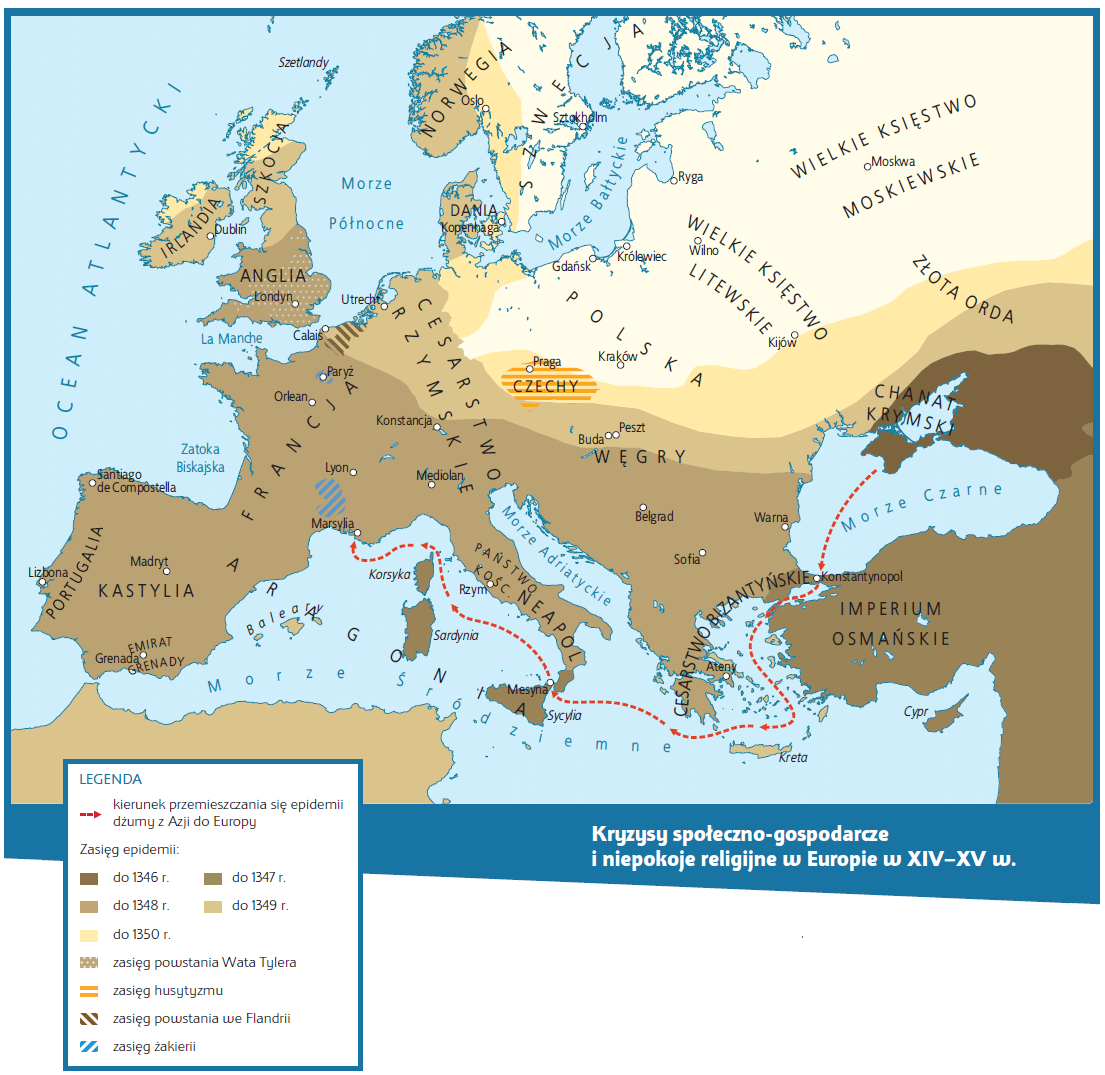 Szetlandy
OCEAN ATLANTYCKI
NORWEGIA
Oslo
SZWECJA
Sztokholm
SZKOCJA
Morze
Północne
Morze Bałtyckie
IRLANDIA
Dublin
DANIA
Kopenhaga
Ryga
WIELKIE KSIĘSTWO
MOSKIEWSKIE
Moskwa
ANGLIA
Londyn
Utrecht
Calais
La Manche
Gdańsk
Królewiec
Wilno
WIELKIE KSIĘSTWO
LITEWSKIE
POLSKA
Kraków
Kijów
ZŁOTA ORDA
CESARSTWO
RZYMSKIE
Praga
CZECHY
Paryż
Orlean
FRANCJA
Konstancja
Buda
Peszt
WĘGRY
CHANAT
KRYMSKI
Zatoka
Biskajska
Lyon
Mediolan
Santiago
de Compostella
Marsylia
Belgrad
Warna
Morze Czarne
Sofia
Morze Adriatyckie
PORTUGALIA
Lizbona
Madryt
KASTYLIA
ARAGONIA
Baleary
Korsyka
PAŃSTWO
KOŚC.
Rzym
NEAPOL
Sardynia
EMIRAT
GRENADY
Grenada
CESARSTWO BIZANTYŃSKIE
Konstantynopol
IMPERIUM
OSMAŃSKIE
Ateny
Mesyna
Sycylia
Morze Śródziemne
Cypr
Kreta
LEGENDA
kierunek przemieszczania się epidemii
dżumy z Azji do Europy
Zasięg epidemii:
do 1346 r.
do 1347 r.
do 1348 r.
do 1349 r.
do 1350 r.
zasięg powstania Wata Tylera
zasięg husytyzmu
zasięg powstania we Flandrii
zasięg żakierii
Kryzysy społeczno-gospodarcze
i niepokoje religijne w Europie w XIV–XV w.